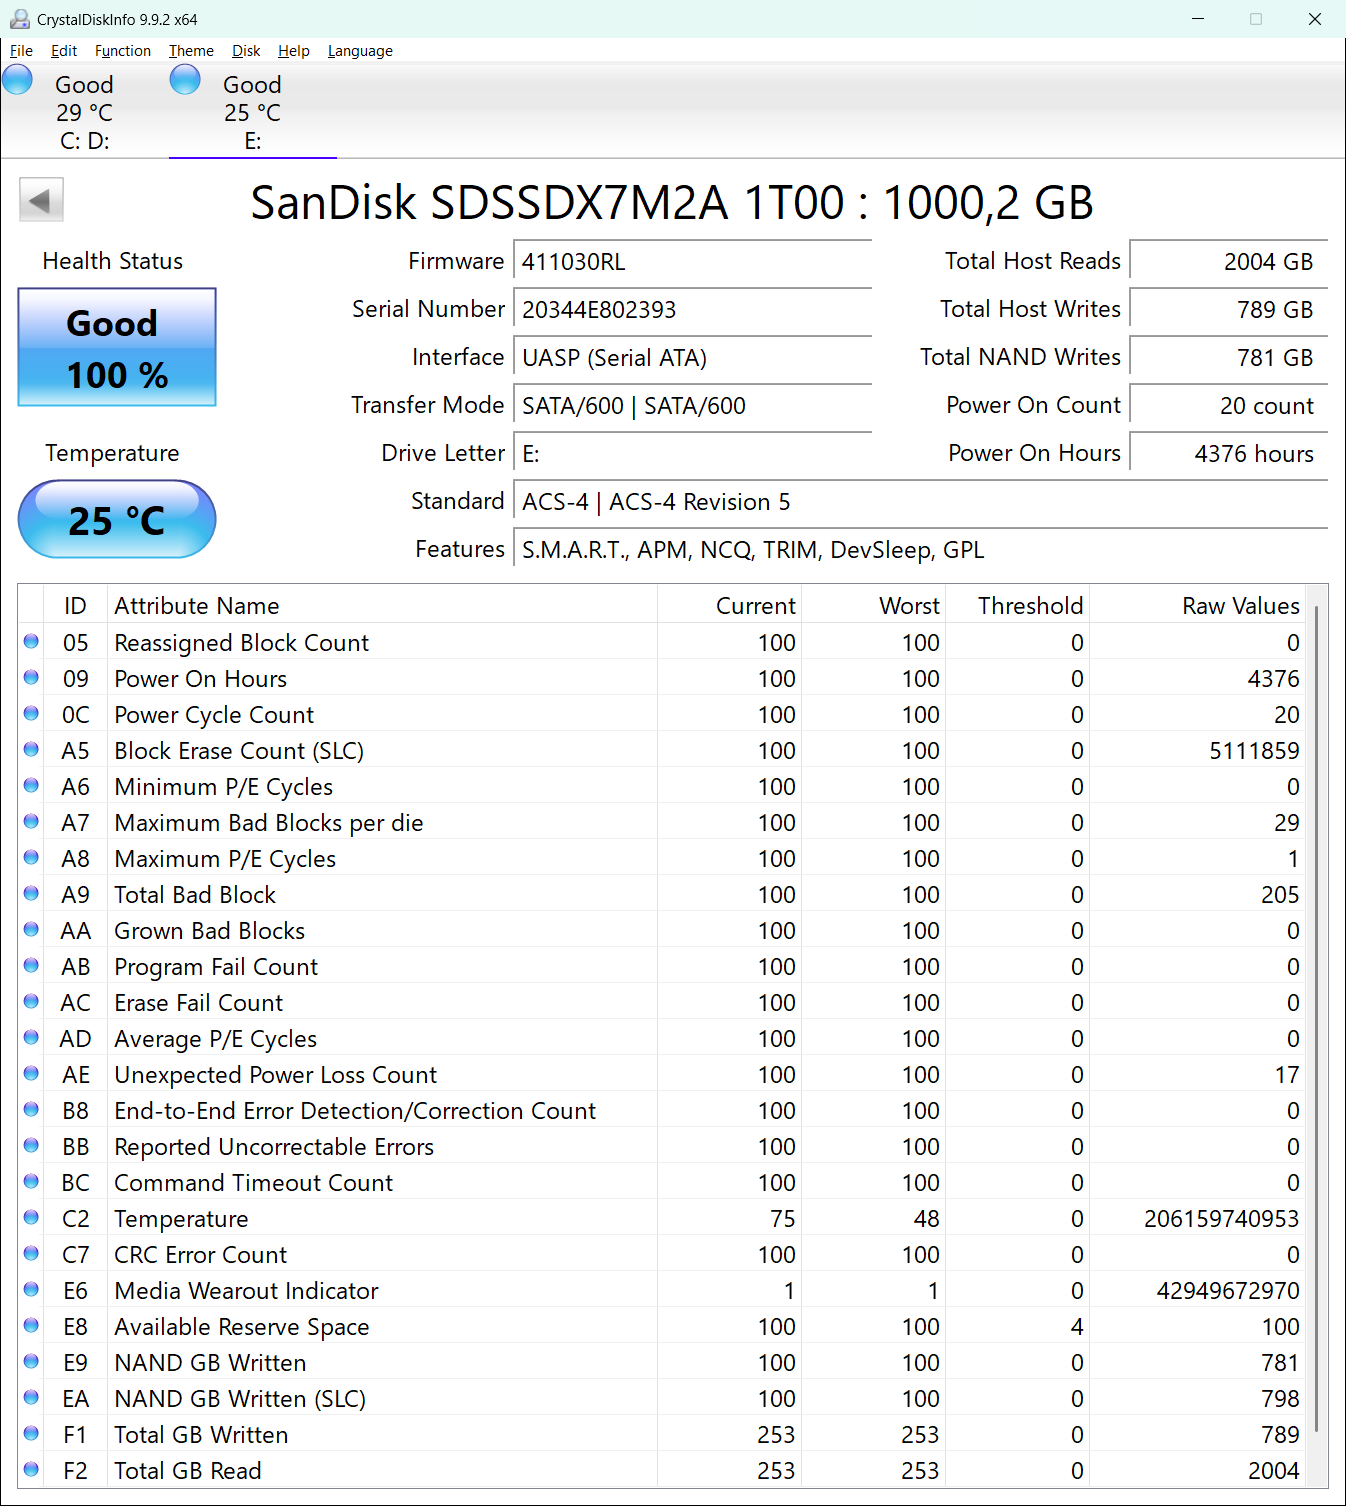 CrystalDiskInfo 9.9.2 x64
File Edit Function Theme Disk Help Language
Good Good
29 °C 25 °C
C: D: E:
SanDisk SDSSDX7M2A 1T00 : 1000,2 GB
Health Status
Good
100 %
Temperature
25 °C
Firmware 411030RL
Serial Number 20344E802393
Interface UASP (Serial ATA)
Transfer Mode SATA/600 | SATA/600
Drive Letter E:
Standard ACS-4 | ACS-4 Revision 5
Features S.M.A.R.T., APM, NCQ, TRIM, DevSleep, GPL
Total Host Reads 2004 GB
Total Host Writes 789 GB
Total NAND Writes 781 GB
Power On Count 20 count
Power On Hours 4376 hours
ID Attribute Name Current Worst Threshold Raw Values
05 Reassigned Block Count 100 100 0 0
09 Power On Hours 100 100 0 4376
0C Power Cycle Count 100 100 0 20
A5 Block Erase Count (SLC) 100 100 0 5111859
A6 Minimum P/E Cycles 100 100 0 0
A7 Maximum Bad Blocks per die 100 100 0 29
A8 Maximum P/E Cycles 100 100 0 1
A9 Total Bad Block 100 100 0 205
AA Grown Bad Blocks 100 100 0 0
AB Program Fail Count 100 100 0 0
AC Erase Fail Count 100 100 0 0
AD Average P/E Cycles 100 100 0 0
AE Unexpected Power Loss Count 100 100 0 17
B8 End-to-End Error Detection/Correction Count 100 100 0 0
BB Reported Uncorrectable Errors 100 100 0 0
BC Command Timeout Count 100 100 0 0
C2 Temperature 75 48 0 206159740953
C7 CRC Error Count 100 100 0 0
E6 Media Wearout Indicator 1 1 0 42949672970
E8 Available Reserve Space 100 100 4 100
E9 NAND GB Written 100 100 0 781
EA NAND GB Written (SLC) 100 100 0 798
F1 Total GB Written 253 253 0 789
F2 Total GB Read 253 253 0 2004